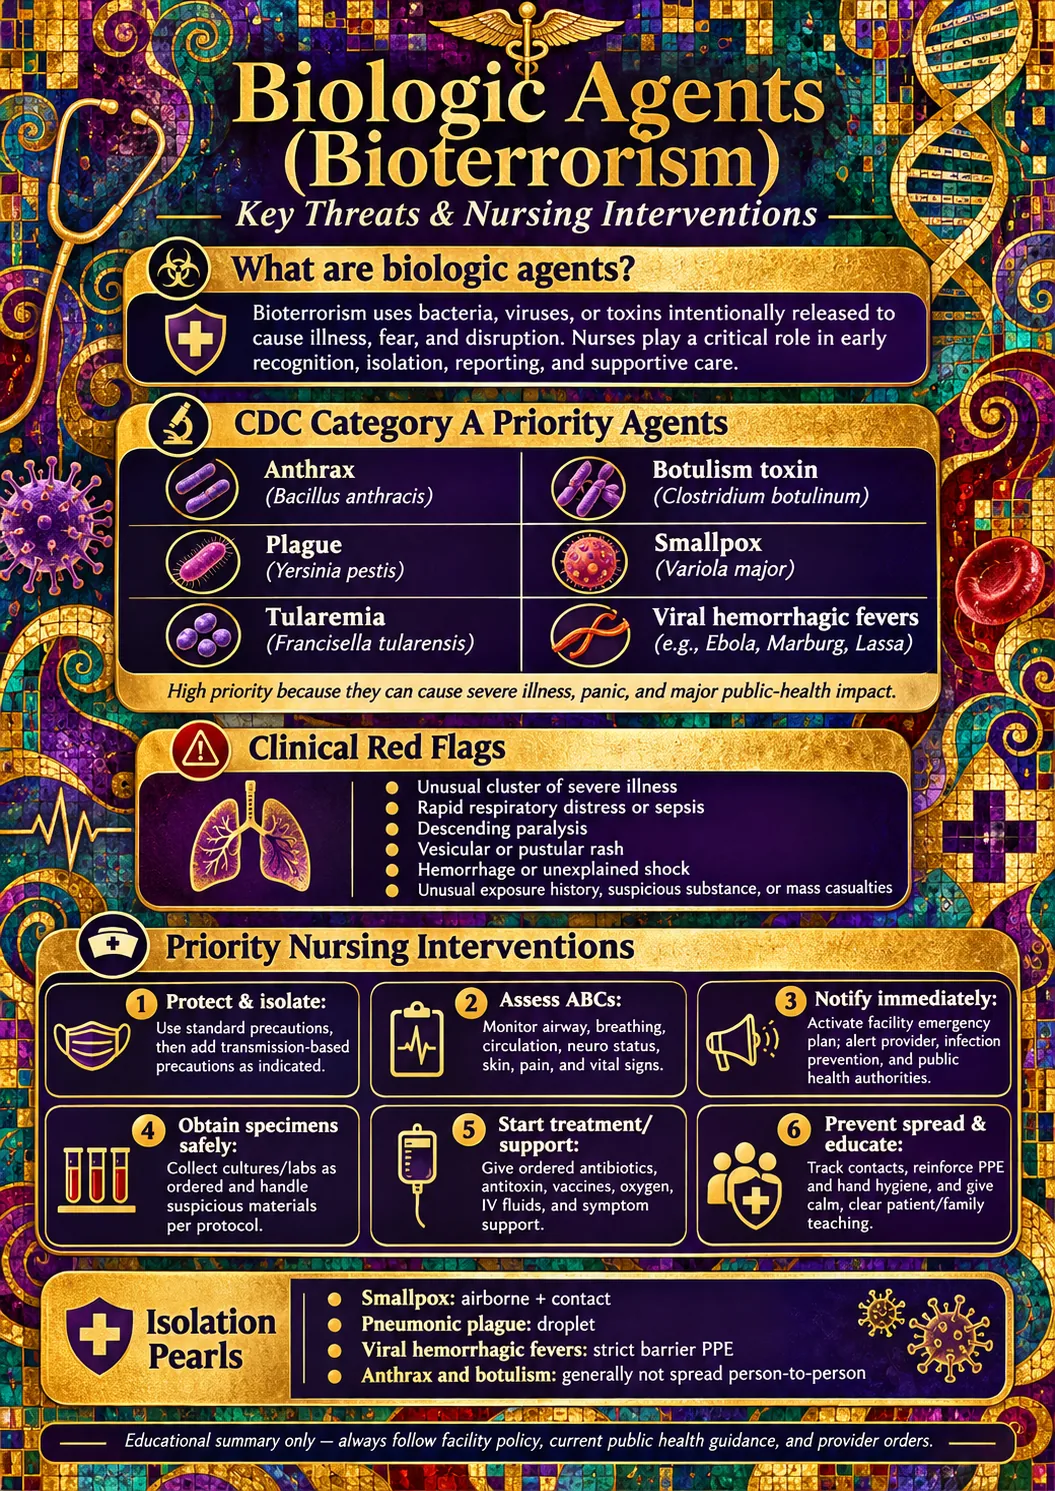 Biologic Agents
(Bioterrorism)
Key Threats & Nursing Interventions
What are biologic agents?
Bioterrorism uses bacteria, viruses, or toxins intentionally released to
cause illness, fear, and disruption. Nurses play a critical role in early
recognition, isolation, reporting, and supportive care.
CDC Category A Priority Agents
Anthrax
(Bacillus anthracis)
Botulism toxin
(Clostridium botulinum)
Plague
(Yersinia pestis)
Smallpox
(Variola major)
Tularemia
(Francisella tularensis)
Viral hemorrhagic fevers
(e.g., Ebola, Marburg, Lassa)
High priority because they can cause severe illness, panic, and major public-health impact.
Clinical Red Flags
Unusual cluster of severe illness
Rapid respiratory distress or sepsis
Descending paralysis
Vesicular or pustular rash
Hemorrhage or unexplained shock
Unusual exposure history, suspicious substance, or mass casualties
Priority Nursing Interventions
1 Protect & isolate:
Use standard precautions,
then add transmission-based
precautions as indicated.
2 Assess ABCs:
Monitor airway, breathing,
circulation, neuro status,
skin, pain, and vital signs.
3 Notify immediately:
Activate facility emergency
plan; alert provider, infection
prevention, and public
health authorities.
4 Obtain specimens
safely:
Collect cultures/labs as
ordered and handle
suspicious materials
per protocol.
5 Start treatment/
support:
Give ordered antibiotics,
antitoxin, vaccines, oxygen,
IV fluids, and symptom
support.
6 Prevent spread &
educate:
Track contacts, reinforce PPE
and hand hygiene, and give
calm, clear patient/family
teaching.
Isolation
Pearls
Smallpox: airborne + contact
Pneumonic plague: droplet
Viral hemorrhagic fevers: strict barrier PPE
Anthrax and botulism: generally not spread person-to-person
Educational summary only — always follow facility policy, current public health guidance, and provider orders.